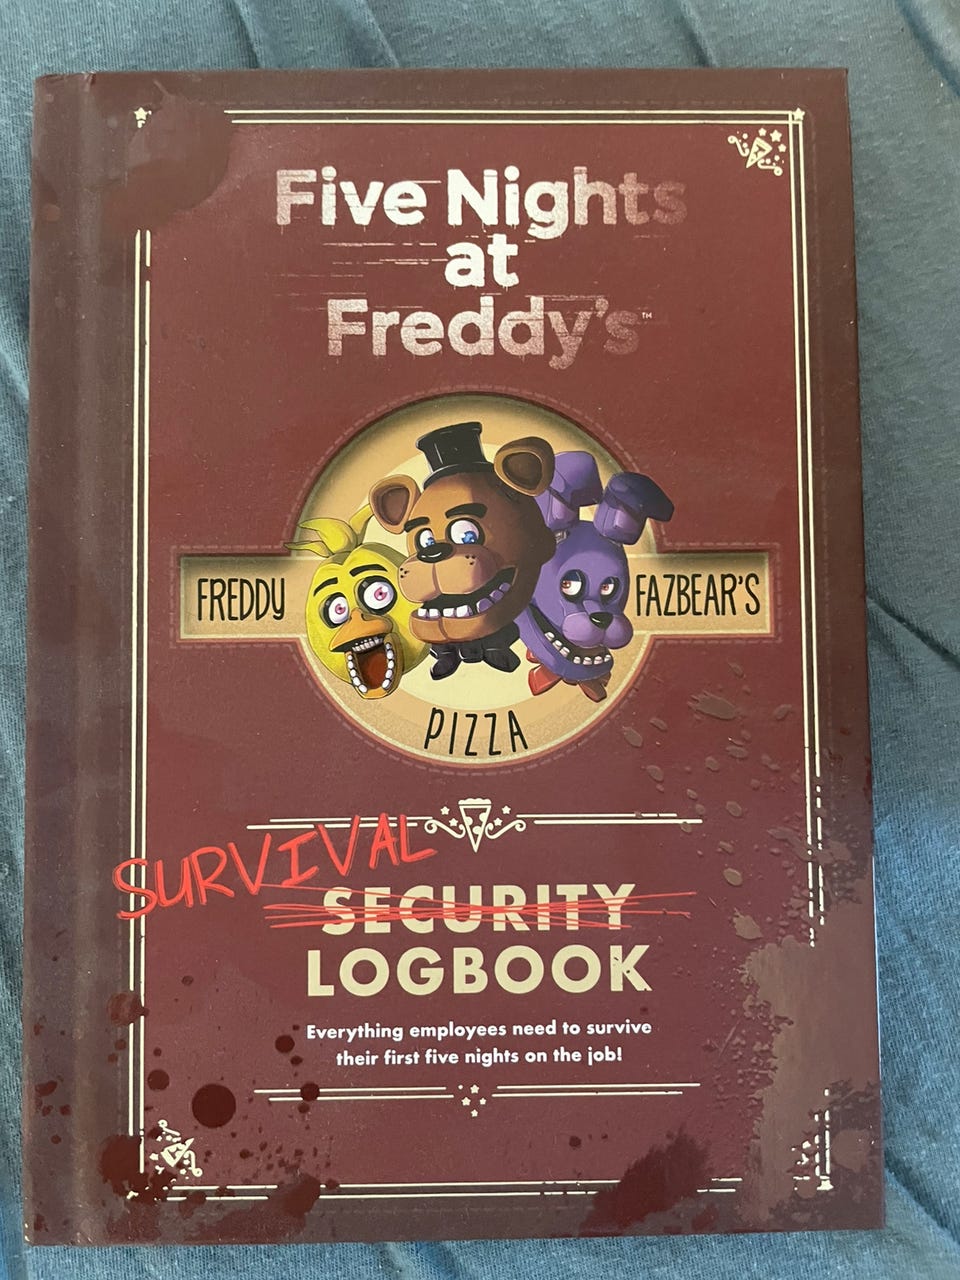 Five Nights
at
Freddy's™
FREDDY FAZBEAR'S
PIZZA
SURVIVAL
SECURITY
LOGBOOK
Everything employees need to survive
their first five nights on the job!